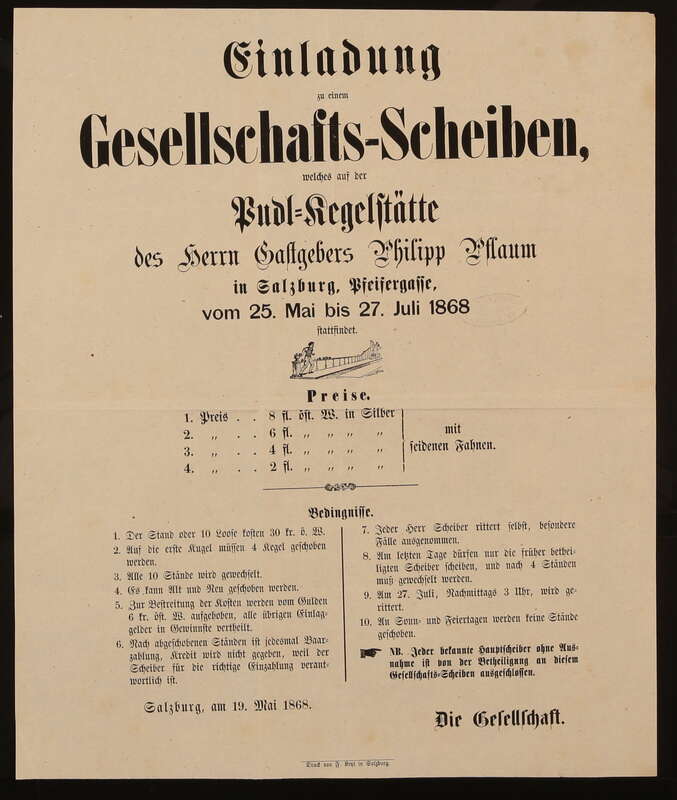 Einladung
zu einem
Gesellschafts-Scheiben,
welches auf der
Pudl-Kegelstätte
des Herrn Gastgebers Philipp Pflaum
in Salzburg, Pfeifergasse,
vom 25. Mai bis 27. Juli 1868
stattfindet.
Preise.
1. Preis . . 8 fl. öst. W. in Silber
2. „ . . 6 fl. „ „ „ „
3. „ . . 4 fl. „ „ „ „
4. „ . . 2 fl. „ „ „ „
mit
seidenen Fahnen.
Bedingnisse.
1. Der Stand oder 10 Loose kosten 30 kr. ö. W.
2. Auf die erste Kugel müssen 4 Kegel geschoben
werden.
3. Alle 10 Stände wird gewechselt.
4. Es kann Alt und Neu geschoben werden.
5. Zur Bestreitung der Kosten werden vom Gulden
6 kr. öst. W. aufgehoben, alle übrigen Einlag-
gelder in Gewinnste vertheilt.
6. Nach abgeschobenen Ständen ist jedesmal Baar-
zahlung, Kredit wird nicht gegeben, weil der
Scheiber für die richtige Einzahlung verant-
wortlich ist.
7. Jeder Herr Scheiber rittert selbst, besondere
Fälle ausgenommen.
8. Am letzten Tage dürfen nur die früher bethei-
ligten Scheiber scheiben, und nach 4 Ständen
muß gewechselt werden.
9. Am 27. Juli, Nachmittags 3 Uhr, wird ge-
rittert.
10. An Sonn- und Feiertagen werden keine Stände
geschoben.
NB. Jeder bekannte Hauptscheiber ohne Aus-
nahme ist von der Betheiligung an diesem
Gesellschafts-Scheiben ausgeschlossen.
Salzburg, am 19. Mai 1868.
Die Gesellschaft.
Druck von F. in Salzburg.